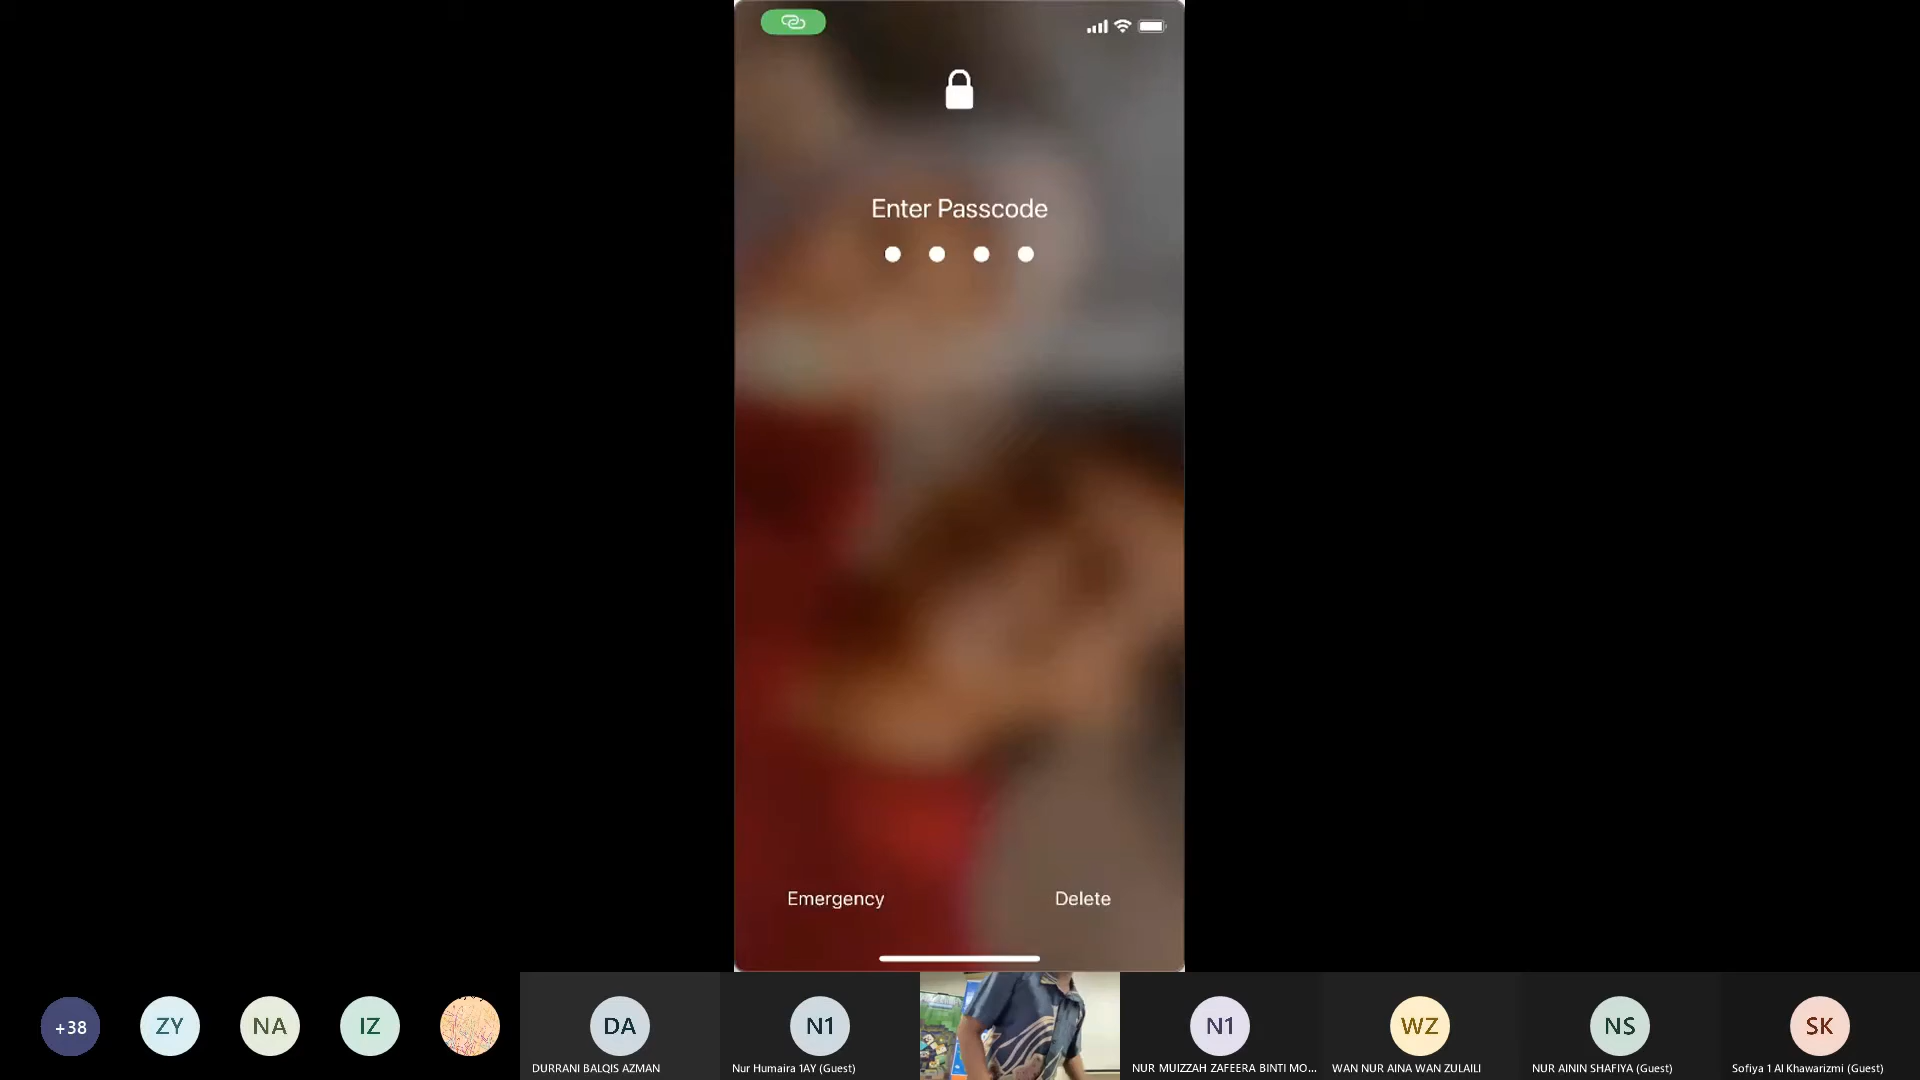 Enter Passcode
Emergency
Delete
+38
ZY
NA
IZ
DA
DURRANI BALQIS AZMAN
N1
Nur Humaira 1AY (Guest)
N1
NUR MUIZZAH ZAFEERA BINTI MO...
WZ
WAN NUR AINA WAN ZULAILI
NS
NUR AININ SHAFIYA (Guest)
SK
Sofiya 1 Al Khawarizmi (Guest)